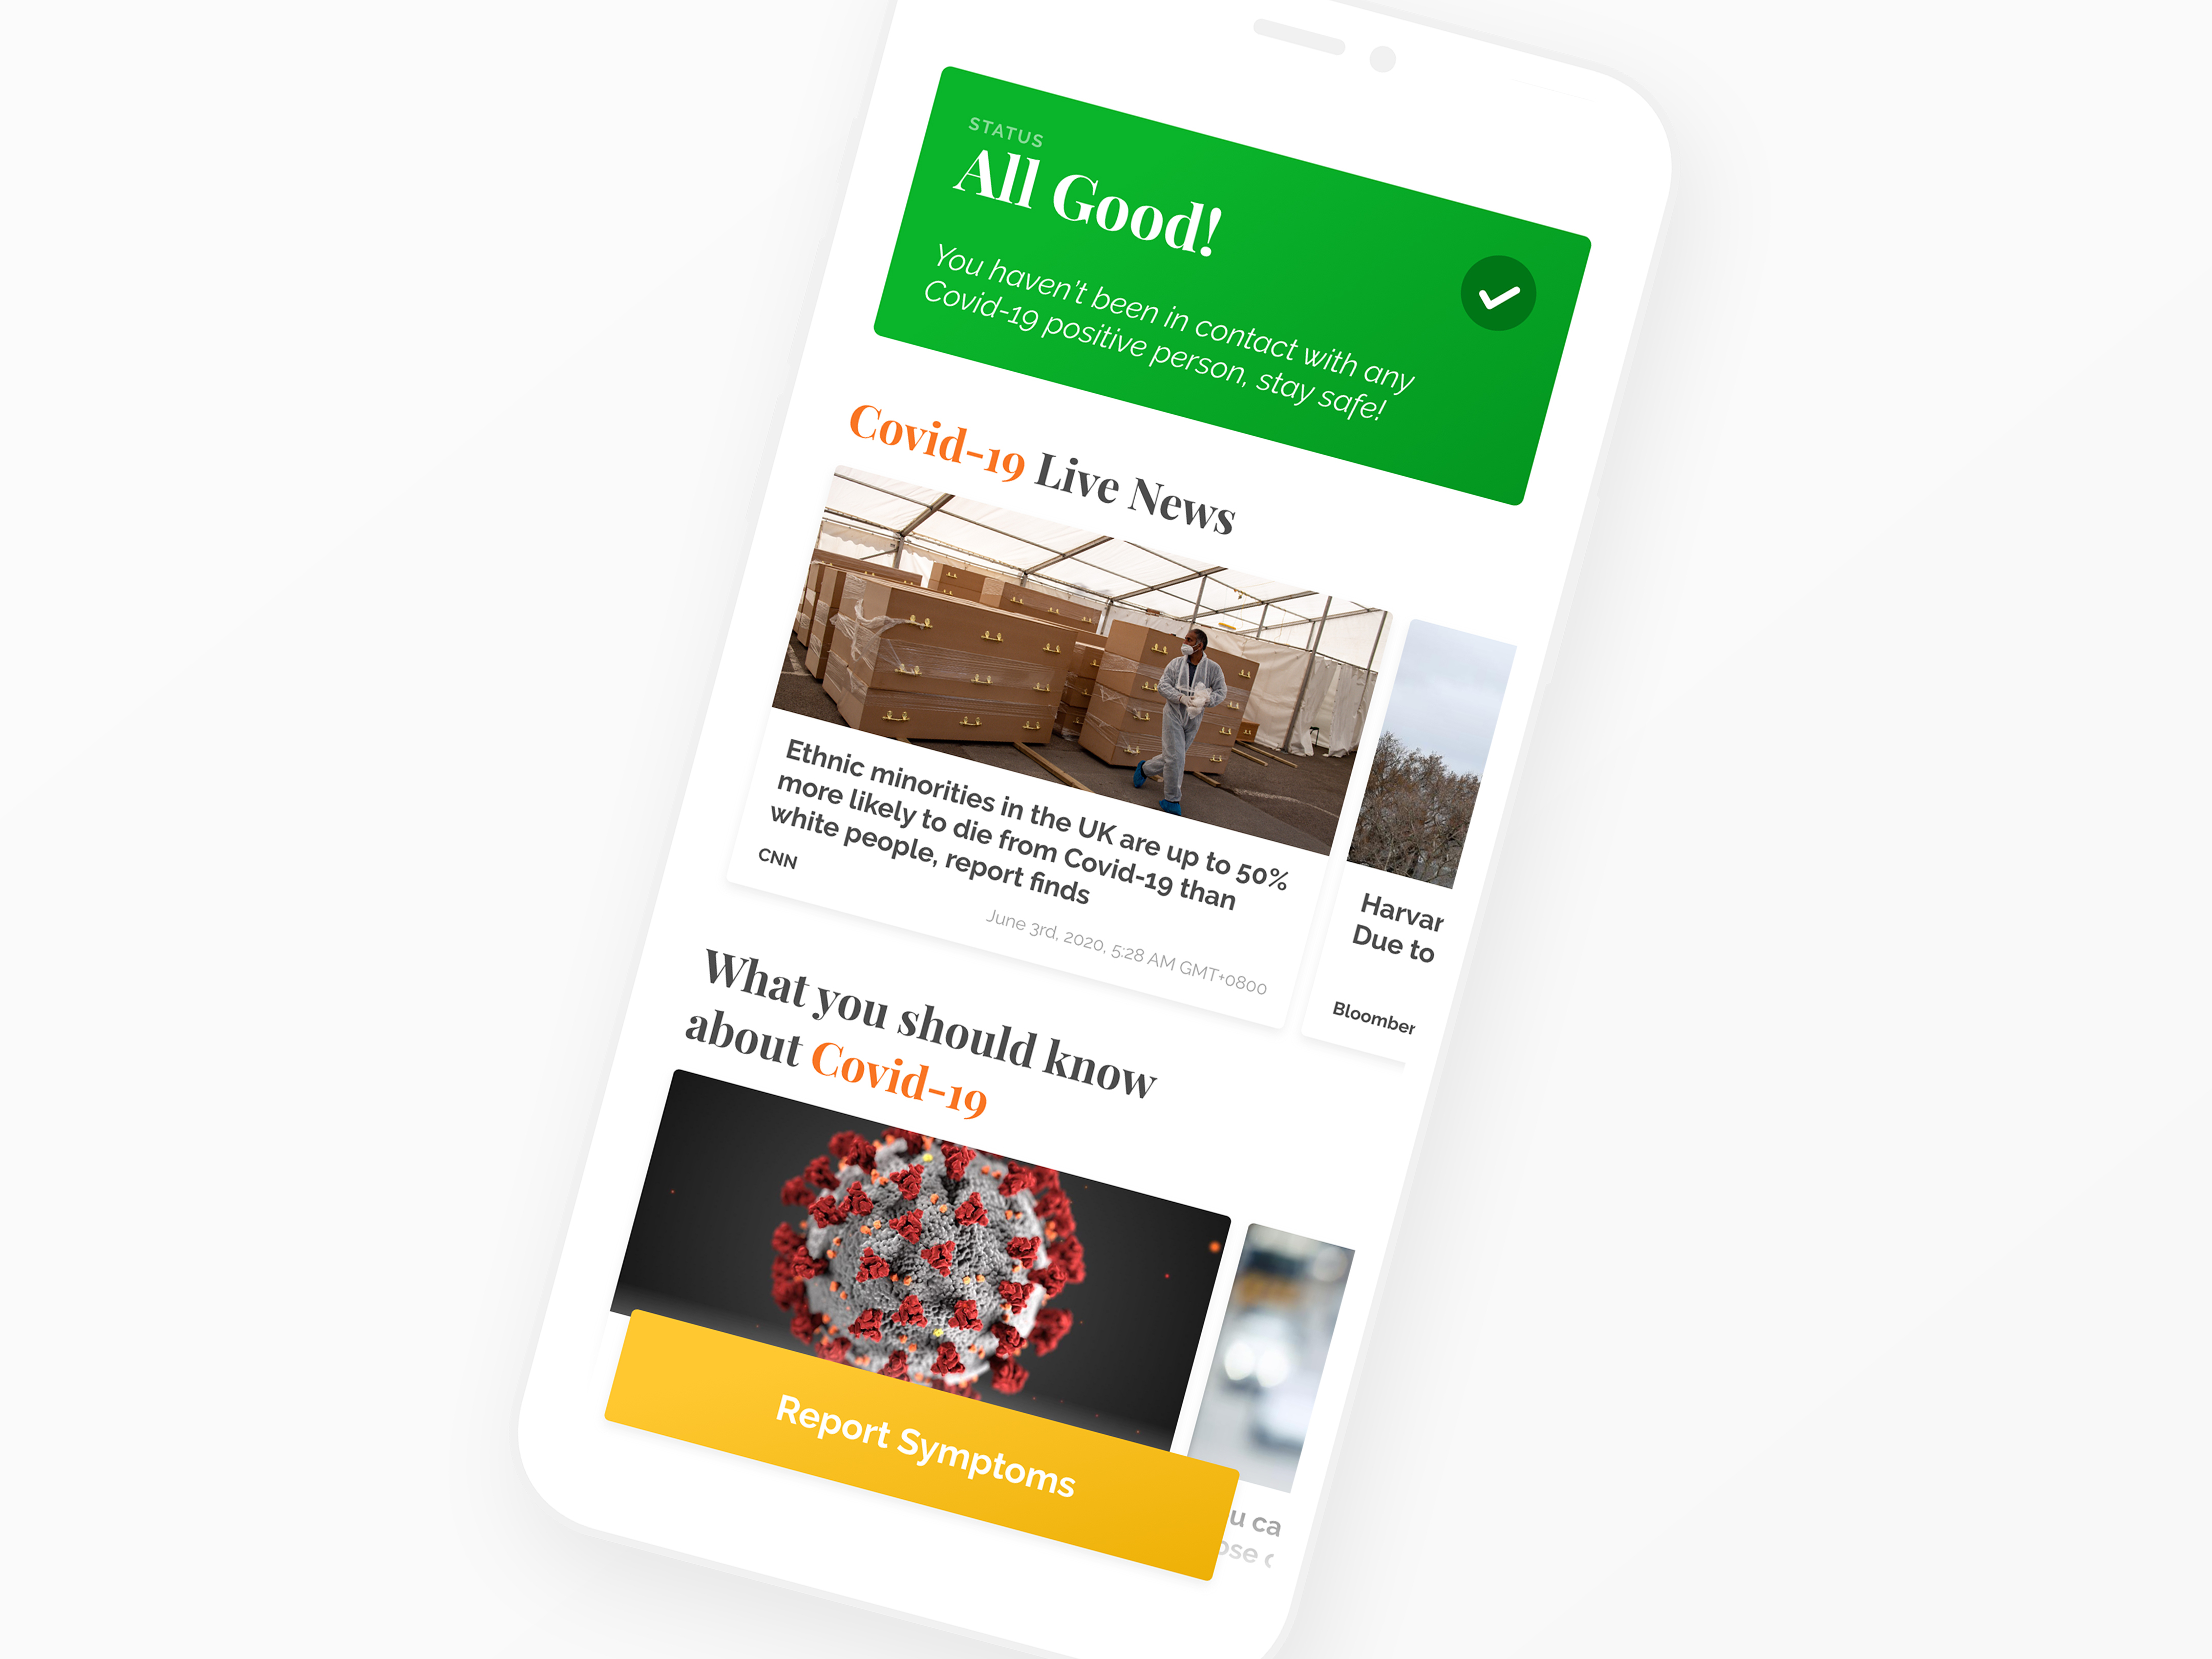 STATUS
All Good!
You haven't been in contact with any
Covid-19 positive person, stay safe!
Covid-19 Live News
Ethnic minorities in the UK are up to 50%
more likely to die from Covid-19 than
white people, report finds
CNN
June 3rd, 2020, 5:28 AM GMT+0800
Harvar
Due to
Bloomber
What you should know
about Covid-19
Report Symptoms
u ca
ose c